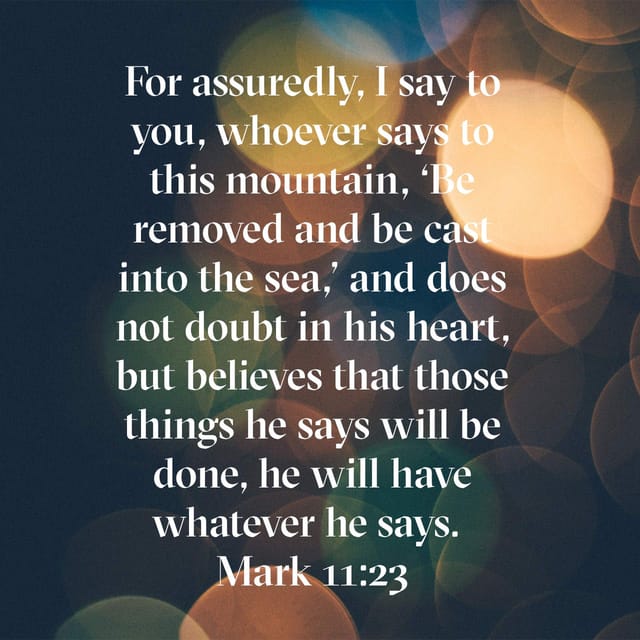 For assuredly, I say to
you, whoever says to
this mountain, ‘Be
removed and be cast
into the sea,’ and does
not doubt in his heart,
but believes that those
things he says will be
done, he will have
whatever he says.
Mark 11:23